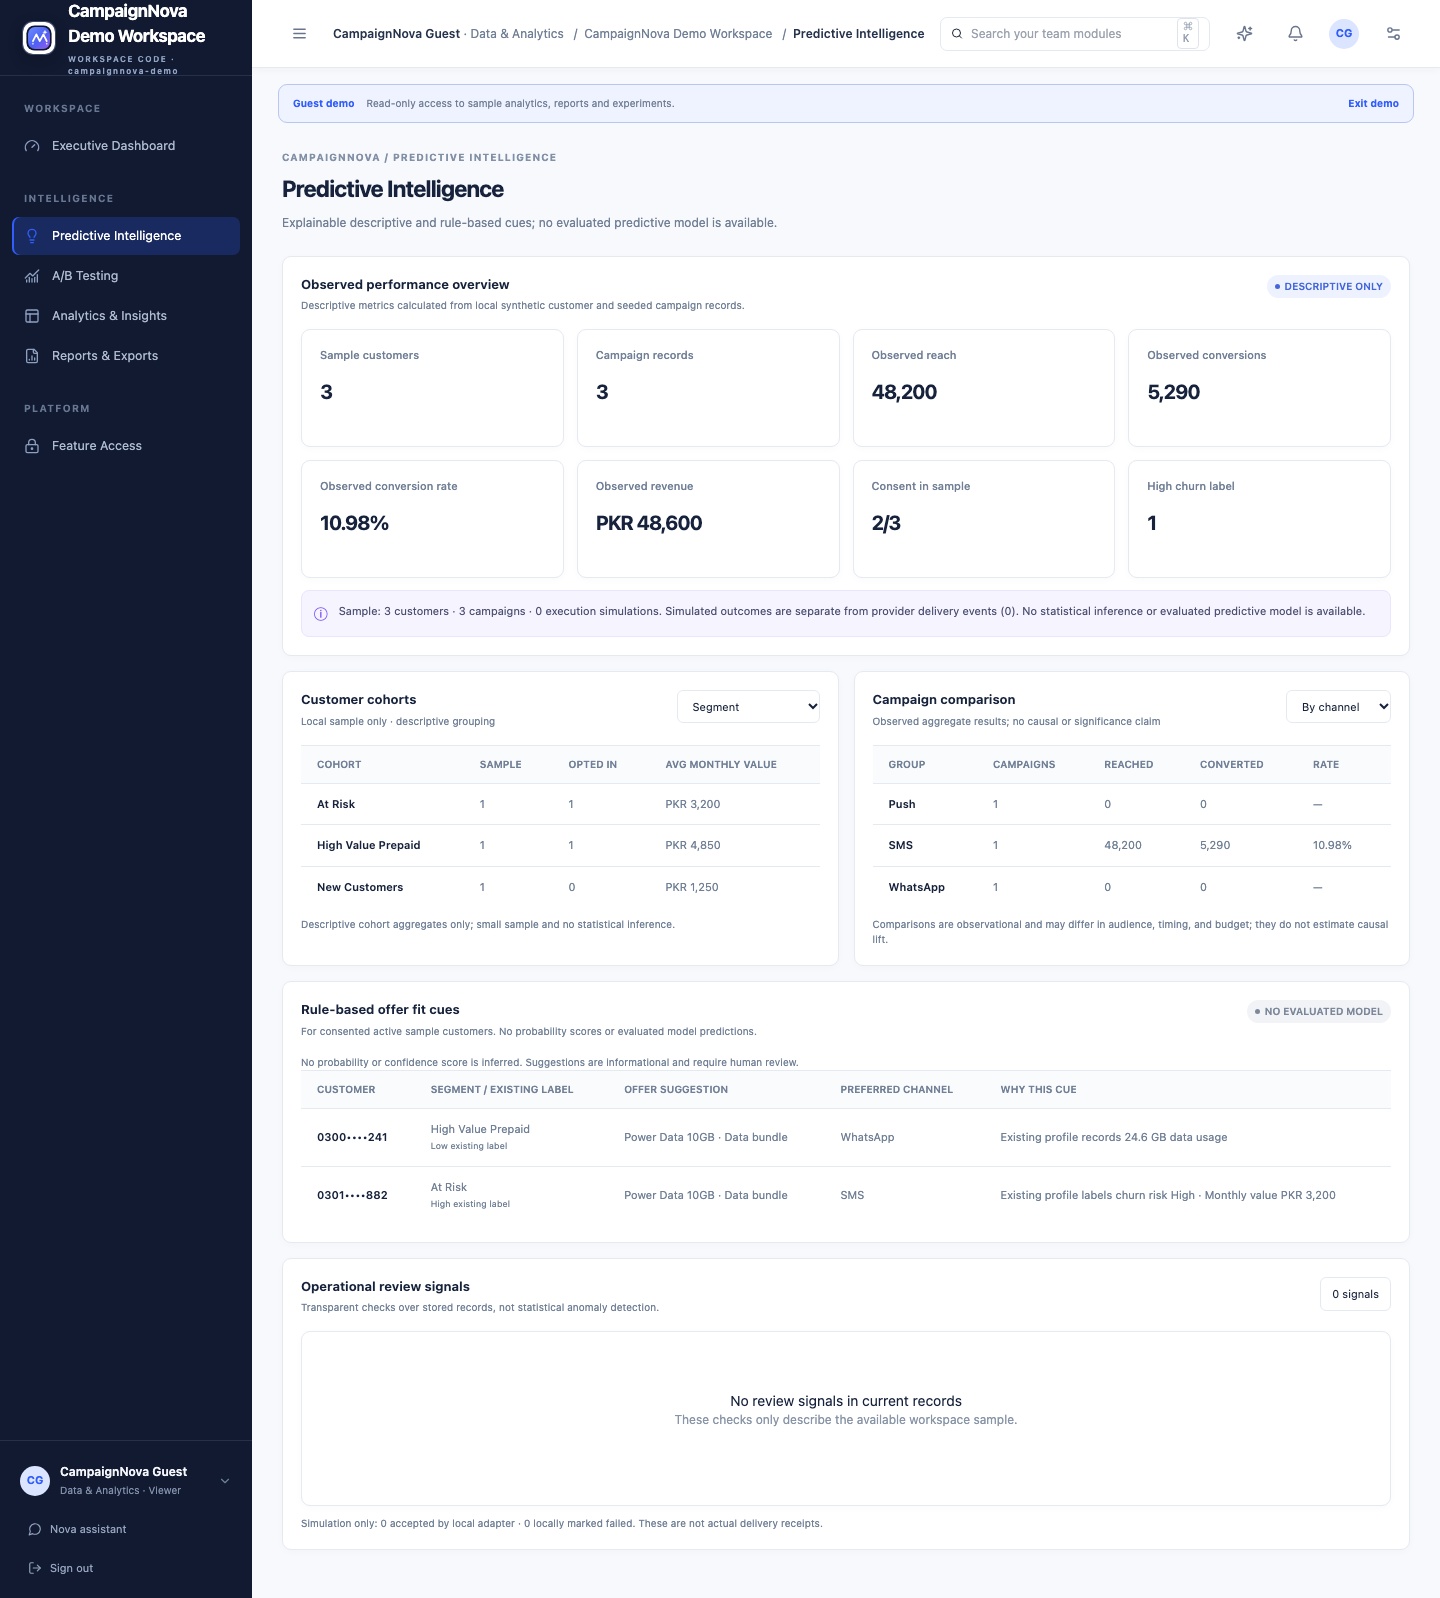 CampaignNova
Demo Workspace
WORKSPACE CODE ·
campaignnova-demo
WORKSPACE
Executive Dashboard
INTELLIGENCE
Predictive Intelligence
A/B Testing
Analytics & Insights
Reports & Exports
PLATFORM
Feature Access
CG
CampaignNova Guest
Data & Analytics · Viewer
Nova assistant
Sign out
CampaignNova Guest · Data & Analytics / CampaignNova Demo Workspace / Predictive Intelligence
Search your team modules
⌘
K
CG
Guest demo Read-only access to sample analytics, reports and experiments. Exit demo
CAMPAIGNNOVA / PREDICTIVE INTELLIGENCE
Predictive Intelligence
Explainable descriptive and rule-based cues; no evaluated predictive model is available.
Observed performance overview
DESCRIPTIVE ONLY
Descriptive metrics calculated from local synthetic customer and seeded campaign records.
Sample customers
3
Campaign records
3
Observed reach
48,200
Observed conversions
5,290
Observed conversion rate
10.98%
Observed revenue
PKR 48,600
Consent in sample
2/3
High churn label
1
Sample: 3 customers · 3 campaigns · 0 execution simulations. Simulated outcomes are separate from provider delivery events (0). No statistical inference or evaluated predictive model is available.
Customer cohorts
Local sample only · descriptive grouping
Segment
COHORT SAMPLE OPTED IN AVG MONTHLY VALUE
At Risk 1 1 PKR 3,200
High Value Prepaid 1 1 PKR 4,850
New Customers 1 0 PKR 1,250
Descriptive cohort aggregates only; small sample and no statistical inference.
Campaign comparison
Observed aggregate results; no causal or significance claim
By channel
GROUP CAMPAIGNS REACHED CONVERTED RATE
Push 1 0 0 —
SMS 1 48,200 5,290 10.98%
WhatsApp 1 0 0 —
Comparisons are observational and may differ in audience, timing, and budget; they do not estimate causal
lift.
Rule-based offer fit cues
NO EVALUATED MODEL
For consented active sample customers. No probability scores or evaluated model predictions.
No probability or confidence score is inferred. Suggestions are informational and require human review.
CUSTOMER SEGMENT / EXISTING LABEL OFFER SUGGESTION PREFERRED CHANNEL WHY THIS CUE
0300••••241 High Value Prepaid Power Data 10GB · Data bundle WhatsApp Existing profile records 24.6 GB data usage
Low existing label
0301••••882 At Risk Power Data 10GB · Data bundle SMS Existing profile labels churn risk High · Monthly value PKR 3,200
High existing label
Operational review signals
0 signals
Transparent checks over stored records, not statistical anomaly detection.
No review signals in current records
These checks only describe the available workspace sample.
Simulation only: 0 accepted by local adapter · 0 locally marked failed. These are not actual delivery receipts.